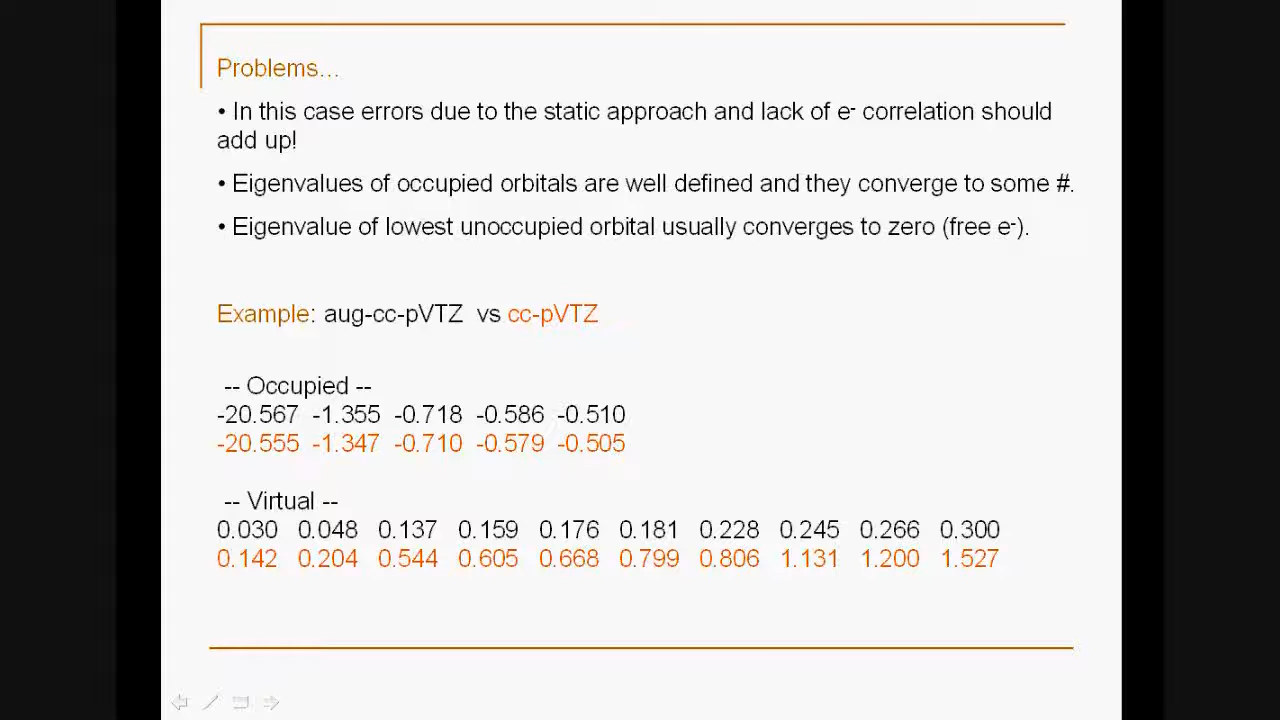 Problems...
• In this case errors due to the static approach and lack of e- correlation should
add up!
• Eigenvalues of occupied orbitals are well defined and they converge to some #.
• Eigenvalue of lowest unoccupied orbital usually converges to zero (free e-).
Example: aug-cc-pVTZ vs cc-pVTZ
-- Occupied --
-20.567 -1.355 -0.718 -0.586 -0.510
-20.555 -1.347 -0.710 -0.579 -0.505
-- Virtual --
0.030 0.048 0.137 0.159 0.176 0.181 0.228 0.245 0.266 0.300
0.142 0.204 0.544 0.605 0.668 0.799 0.806 1.131 1.200 1.527